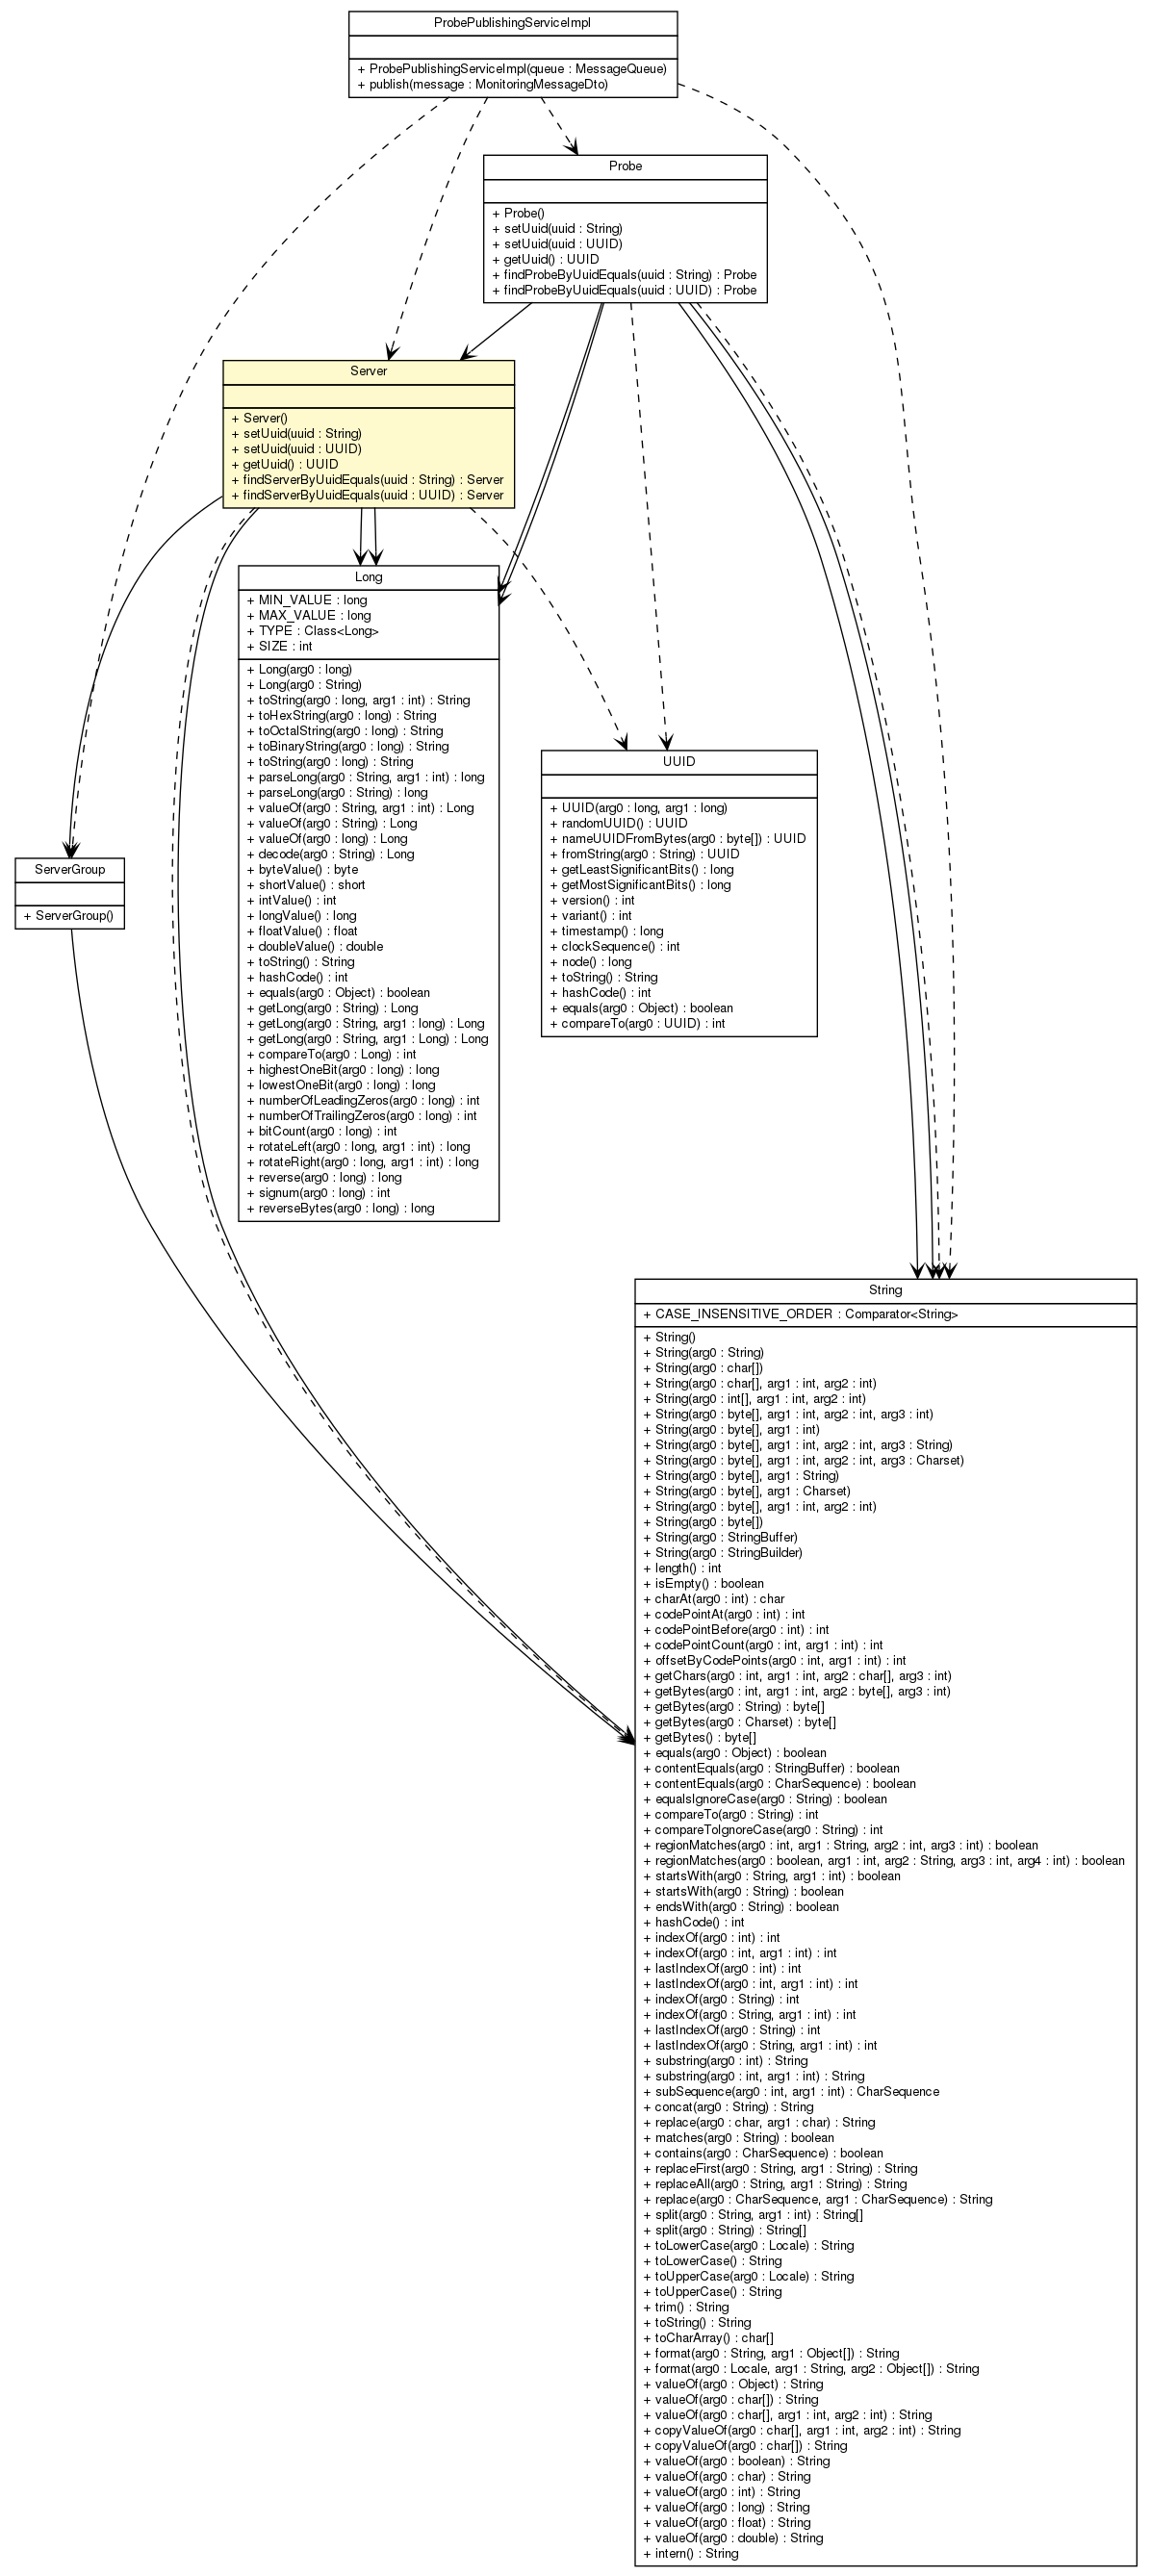 ProbePublishingServiceImpl
+ ProbePublishingServiceImpl(queue : MessageQueue)
+ publish(message : MonitoringMessageDto)
Probe
+ Probe()
+ setUuid(uuid : String)
+ setUuid(uuid : UUID)
+ getUuid() : UUID
+ findProbeByUuidEquals(uuid : String) : Probe
+ findProbeByUuidEquals(uuid : UUID) : Probe
Server
+ Server()
+ setUuid(uuid : String)
+ setUuid(uuid : UUID)
+ getUuid() : UUID
+ findServerByUuidEquals(uuid : String) : Server
+ findServerByUuidEquals(uuid : UUID) : Server
Long
+ MIN_VALUE : long
+ MAX_VALUE : long
+ TYPE : Class<Long>
+ SIZE : int
+ Long(arg0 : long)
+ Long(arg0 : String)
+ toString(arg0 : long, arg1 : int) : String
+ toHexString(arg0 : long) : String
+ toOctalString(arg0 : long) : String
+ toBinaryString(arg0 : long) : String
+ toString(arg0 : long) : String
+ parseLong(arg0 : String, arg1 : int) : long
+ parseLong(arg0 : String) : long
+ valueOf(arg0 : String, arg1 : int) : Long
+ valueOf(arg0 : String) : Long
+ valueOf(arg0 : long) : Long
+ decode(arg0 : String) : Long
+ byteValue() : byte
+ shortValue() : short
+ intValue() : int
+ longValue() : long
+ floatValue() : float
+ doubleValue() : double
+ toString() : String
+ hashCode() : int
+ equals(arg0 : Object) : boolean
+ getLong(arg0 : String) : Long
+ getLong(arg0 : String, arg1 : long) : Long
+ getLong(arg0 : String, arg1 : Long) : Long
+ compareTo(arg0 : Long) : int
+ highestOneBit(arg0 : long) : long
+ lowestOneBit(arg0 : long) : long
+ numberOfLeadingZeros(arg0 : long) : int
+ numberOfTrailingZeros(arg0 : long) : int
+ bitCount(arg0 : long) : int
+ rotateLeft(arg0 : long, arg1 : int) : long
+ rotateRight(arg0 : long, arg1 : int) : long
+ reverse(arg0 : long) : long
+ signum(arg0 : long) : int
+ reverseBytes(arg0 : long) : long
UUID
+ UUID(arg0 : long, arg1 : long)
+ randomUUID() : UUID
+ nameUUIDFromBytes(arg0 : byte[]) : UUID
+ fromString(arg0 : String) : UUID
+ getLeastSignificantBits() : long
+ getMostSignificantBits() : long
+ version() : int
+ variant() : int
+ timestamp() : long
+ clockSequence() : int
+ node() : long
+ toString() : String
+ hashCode() : int
+ equals(arg0 : Object) : boolean
+ compareTo(arg0 : UUID) : int
ServerGroup
+ ServerGroup()
String
+ CASE_INSENSITIVE_ORDER : Comparator<String>
+ String()
+ String(arg0 : String)
+ String(arg0 : char[])
+ String(arg0 : char[], arg1 : int, arg2 : int)
+ String(arg0 : int[], arg1 : int, arg2 : int)
+ String(arg0 : byte[], arg1 : int, arg2 : int, arg3 : int)
+ String(arg0 : byte[], arg1 : int)
+ String(arg0 : byte[], arg1 : int, arg2 : int, arg3 : String)
+ String(arg0 : byte[], arg1 : int, arg2 : int, arg3 : Charset)
+ String(arg0 : byte[], arg1 : String)
+ String(arg0 : byte[], arg1 : Charset)
+ String(arg0 : byte[], arg1 : int, arg2 : int)
+ String(arg0 : byte[])
+ String(arg0 : StringBuffer)
+ String(arg0 : StringBuilder)
+ length() : int
+ isEmpty() : boolean
+ charAt(arg0 : int) : char
+ codePointAt(arg0 : int) : int
+ codePointBefore(arg0 : int) : int
+ codePointCount(arg0 : int, arg1 : int) : int
+ offsetByCodePoints(arg0 : int, arg1 : int) : int
+ getChars(arg0 : int, arg1 : int, arg2 : char[], arg3 : int)
+ getBytes(arg0 : int, arg1 : int, arg2 : byte[], arg3 : int)
+ getBytes(arg0 : String) : byte[]
+ getBytes(arg0 : Charset) : byte[]
+ getBytes() : byte[]
+ equals(arg0 : Object) : boolean
+ contentEquals(arg0 : StringBuffer) : boolean
+ contentEquals(arg0 : CharSequence) : boolean
+ equalsIgnoreCase(arg0 : String) : boolean
+ compareTo(arg0 : String) : int
+ compareToIgnoreCase(arg0 : String) : int
+ regionMatches(arg0 : int, arg1 : String, arg2 : int, arg3 : int) : boolean
+ regionMatches(arg0 : boolean, arg1 : int, arg2 : String, arg3 : int, arg4 : int) : boolean
+ startsWith(arg0 : String, arg1 : int) : boolean
+ startsWith(arg0 : String) : boolean
+ endsWith(arg0 : String) : boolean
+ hashCode() : int
+ indexOf(arg0 : int) : int
+ indexOf(arg0 : int, arg1 : int) : int
+ lastIndexOf(arg0 : int) : int
+ lastIndexOf(arg0 : int, arg1 : int) : int
+ indexOf(arg0 : String) : int
+ indexOf(arg0 : String, arg1 : int) : int
+ lastIndexOf(arg0 : String) : int
+ lastIndexOf(arg0 : String, arg1 : int) : int
+ substring(arg0 : int) : String
+ substring(arg0 : int, arg1 : int) : String
+ subSequence(arg0 : int, arg1 : int) : CharSequence
+ concat(arg0 : String) : String
+ replace(arg0 : char, arg1 : char) : String
+ matches(arg0 : String) : boolean
+ contains(arg0 : CharSequence) : boolean
+ replaceFirst(arg0 : String, arg1 : String) : String
+ replaceAll(arg0 : String, arg1 : String) : String
+ replace(arg0 : CharSequence, arg1 : CharSequence) : String
+ split(arg0 : String, arg1 : int) : String[]
+ split(arg0 : String) : String[]
+ toLowerCase(arg0 : Locale) : String
+ toLowerCase() : String
+ toUpperCase(arg0 : Locale) : String
+ toUpperCase() : String
+ trim() : String
+ toString() : String
+ toCharArray() : char[]
+ format(arg0 : String, arg1 : Object[]) : String
+ format(arg0 : Locale, arg1 : String, arg2 : Object[]) : String
+ valueOf(arg0 : Object) : String
+ valueOf(arg0 : char[]) : String
+ valueOf(arg0 : char[], arg1 : int, arg2 : int) : String
+ copyValueOf(arg0 : char[], arg1 : int, arg2 : int) : String
+ copyValueOf(arg0 : char[]) : String
+ valueOf(arg0 : boolean) : String
+ valueOf(arg0 : char) : String
+ valueOf(arg0 : int) : String
+ valueOf(arg0 : long) : String
+ valueOf(arg0 : float) : String
+ valueOf(arg0 : double) : String
+ intern() : String